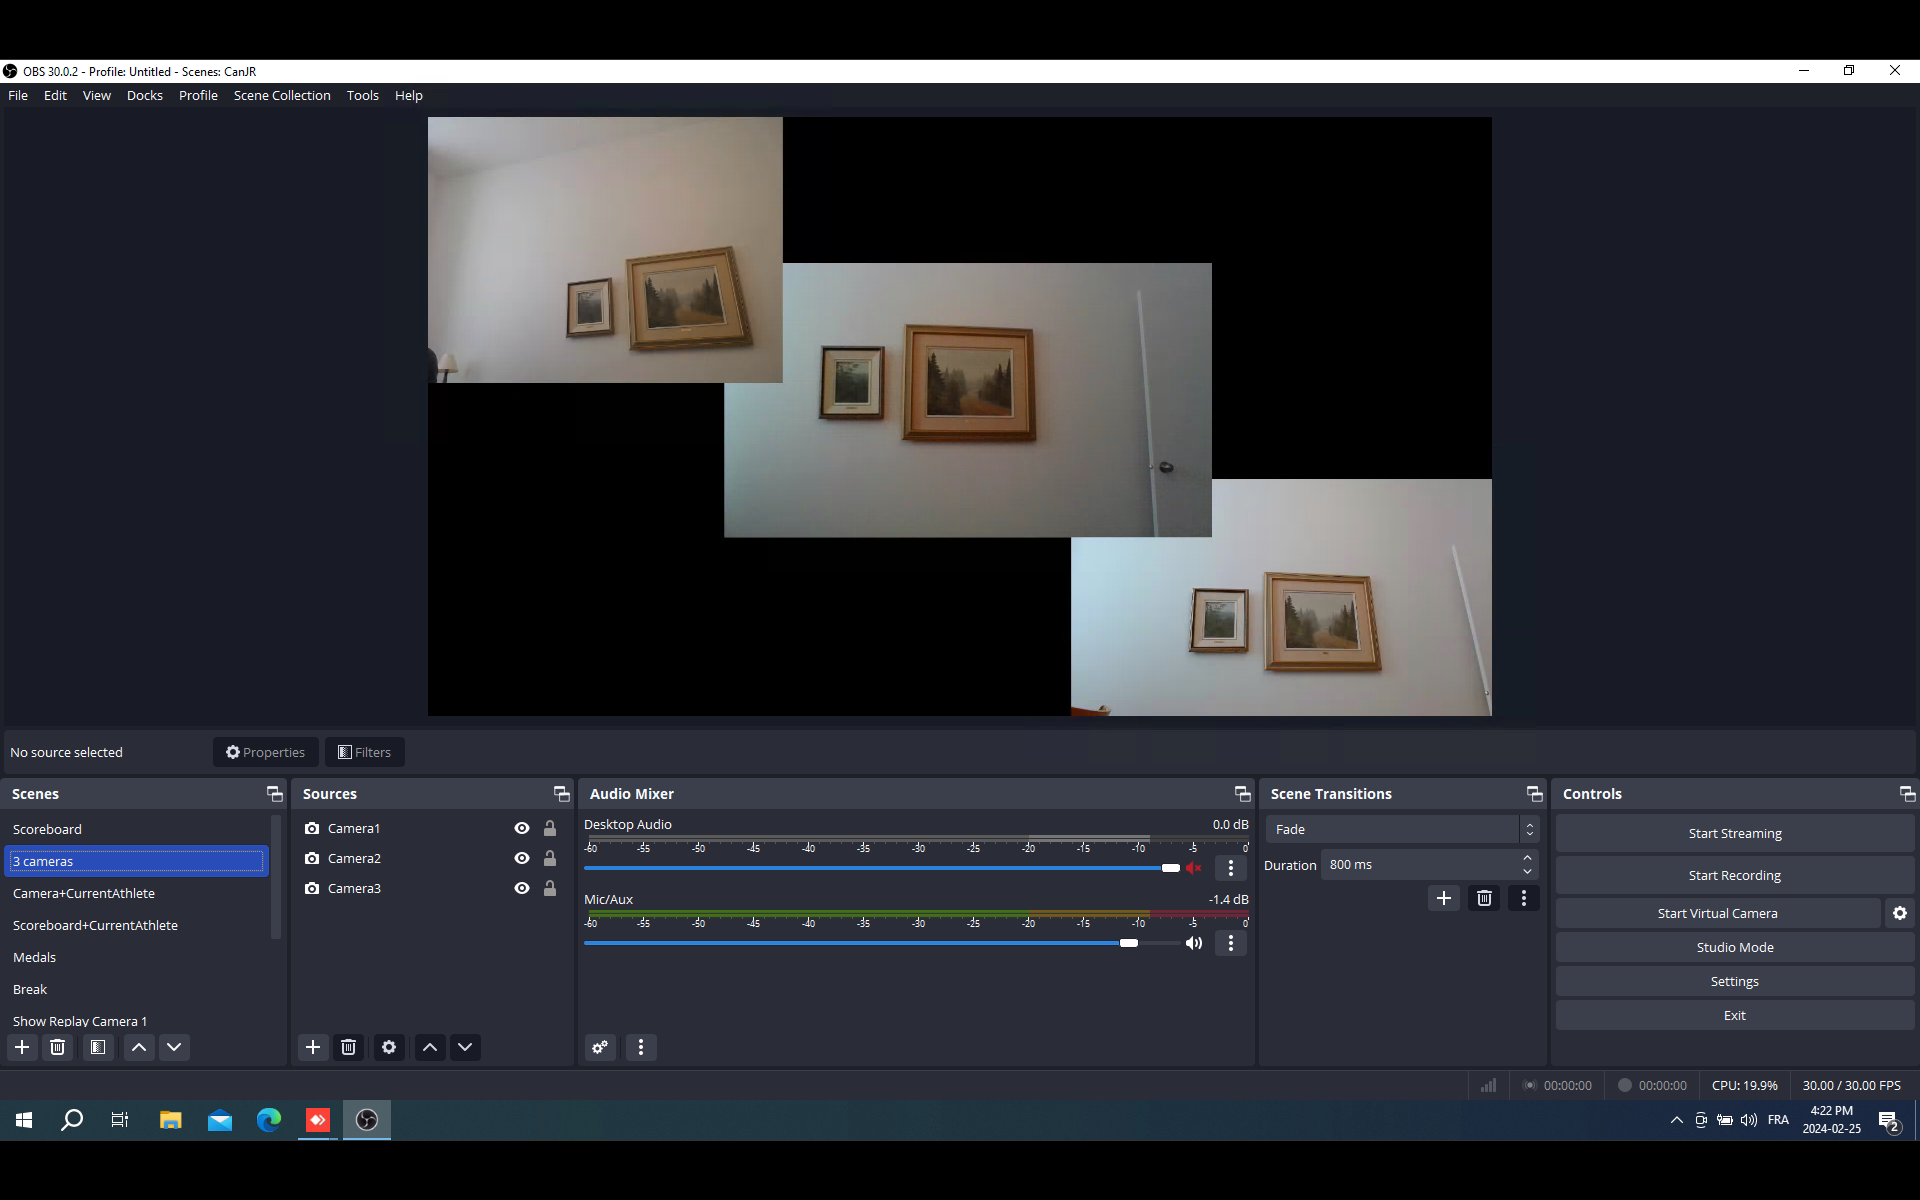 OBS 30.0.2 - Profile: Untitled - Scenes: CanJR
File Edit View Docks Profile Scene Collection Tools Help
No source selected Properties Filters
Scenes
Scoreboard
3 cameras
Camera+CurrentAthlete
Scoreboard+CurrentAthlete
Medals
Break
Show Replay Camera 1
Sources
Camera1
Camera2
Camera3
Audio Mixer
Desktop Audio 0.0 dB
-60 -55 -50 -45 -40 -35 -30 -25 -20 -15 -10 -5 0
Mic/Aux -1.4 dB
-60 -55 -50 -45 -40 -35 -30 -25 -20 -15 -10 -5 0
Scene Transitions
Fade
Duration 800 ms
Controls
Start Streaming
Start Recording
Start Virtual Camera
Studio Mode
Settings
Exit
00:00:00 00:00:00 CPU: 19.9% 30.00 / 30.00 FPS
FRA
4:22 PM
2024-02-25
2